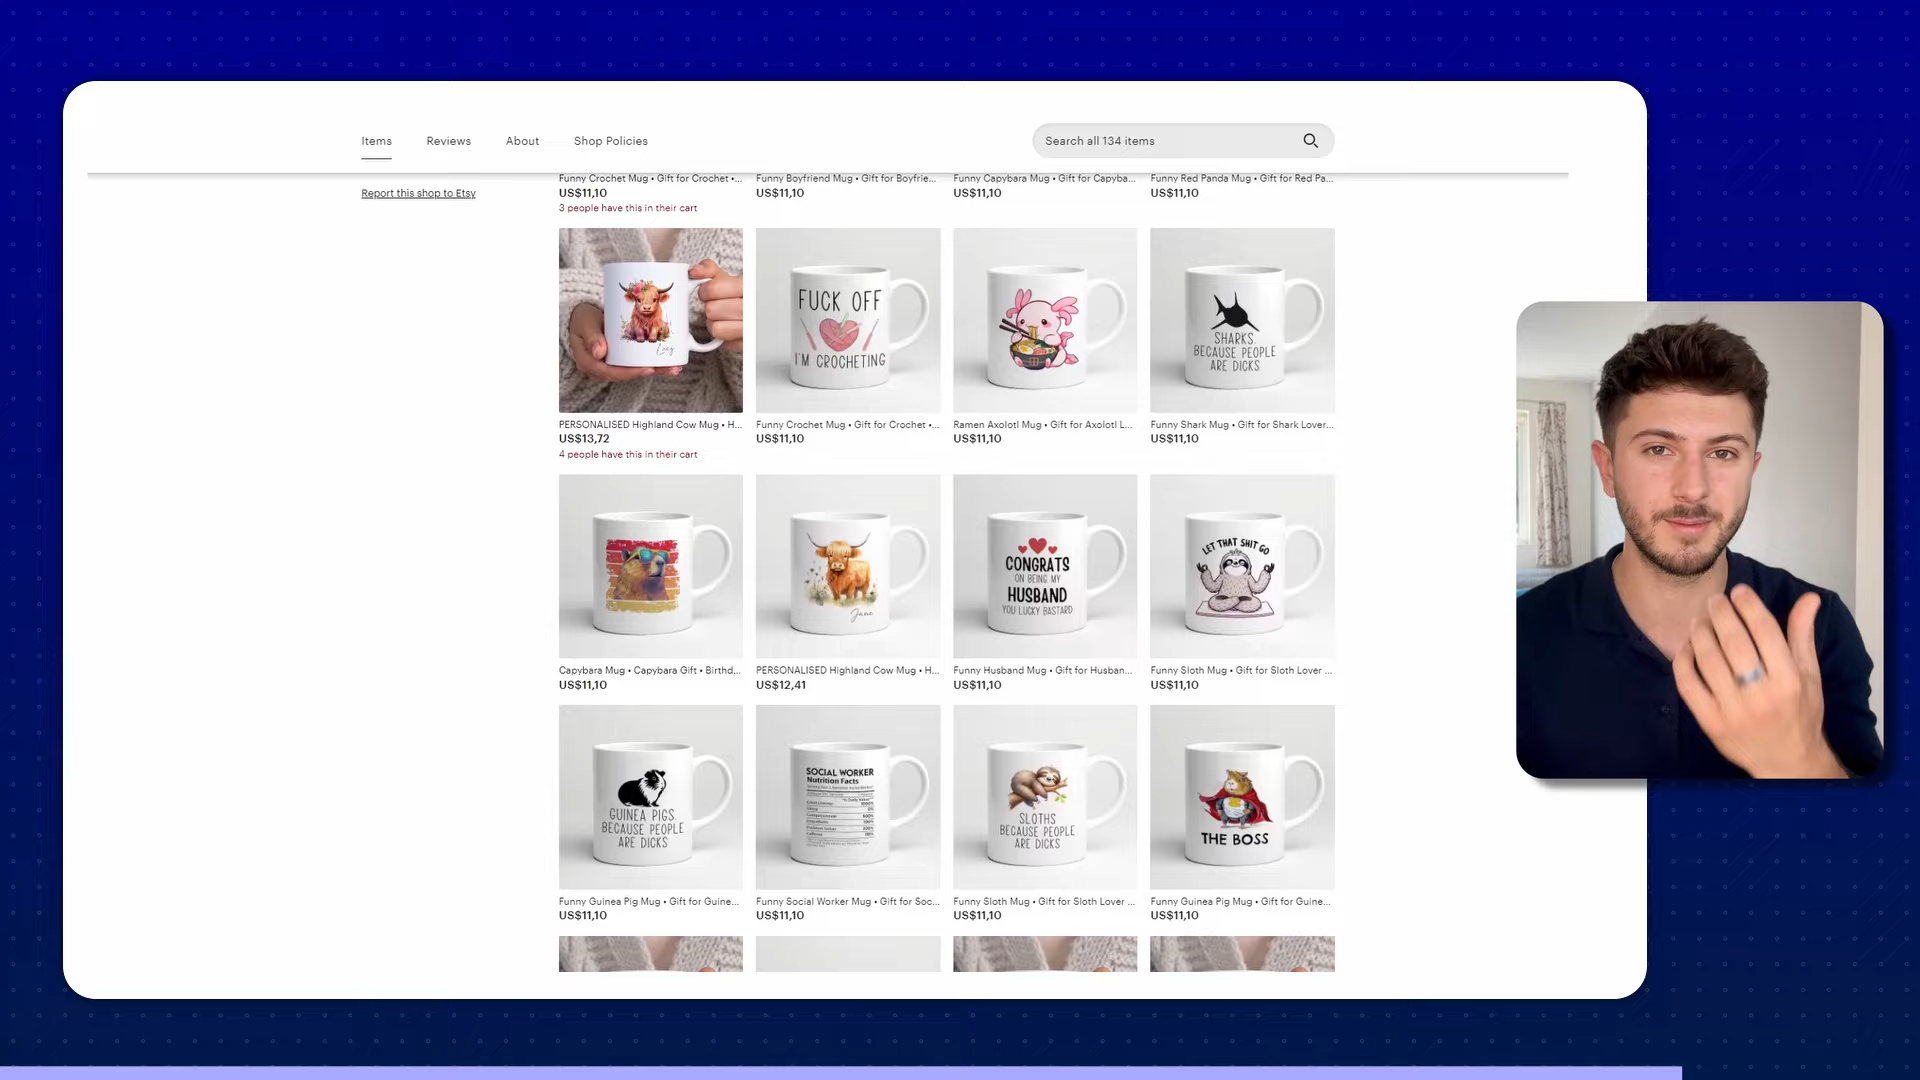 Items
Reviews
About
Shop Policies
Search all 134 items
Report this shop to Etsy
Funny Crochet Mug • Gift for Crochet •...
Funny Boyfriend Mug • Gift for Boyfrie...
Funny Capybara Mug • Gift for Capyba...
Funny Red Panda Mug • Gift for Red Pa...
US$11,10
US$11,10
US$11,10
US$11,10
3 people have this in their cart
Lucy
FUCK OFF
I'M CROCHETING
SHARKS.
BECAUSE PEOPLE
ARE DICKS
PERSONALISED Highland Cow Mug • H...
Funny Crochet Mug • Gift for Crochet •...
Ramen Axolotl Mug • Gift for Axolotl L...
Funny Shark Mug • Gift for Shark Lover...
US$13,72
US$11,10
US$11,10
US$11,10
4 people have this in their cart
Jane
CONGRATS
ON BEING MY
HUSBAND
YOU LUCKY BASTARD
LET THAT SHIT GO
Capybara Mug • Capybara Gift • Birthd...
PERSONALISED Highland Cow Mug • H...
Funny Husband Mug • Gift for Husban...
Funny Sloth Mug • Gift for Sloth Lover ...
US$11,10
US$12,41
US$11,10
US$11,10
GUINEA PIGS.
BECAUSE PEOPLE
ARE DICKS
SOCIAL WORKER
Nutrition Facts
SLOTHS
BECAUSE PEOPLE
ARE DICKS
THE BOSS
Funny Guinea Pig Mug • Gift for Guine...
Funny Social Worker Mug • Gift for Soc...
Funny Sloth Mug • Gift for Sloth Lover ...
Funny Guinea Pig Mug • Gift for Guine...
US$11,10
US$11,10
US$11,10
US$11,10